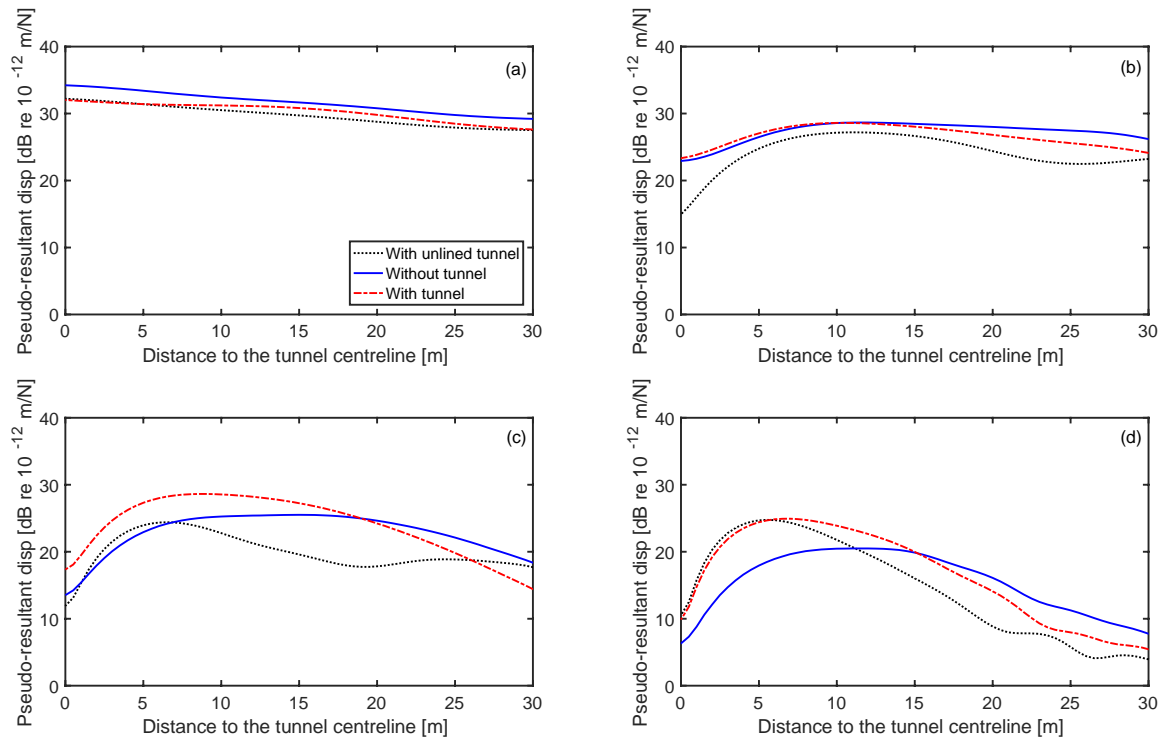 Pseudo-resultant disp [dB re 10 -12 m/N]
40
30
20
10
0
(a)
With unlined tunnel
Without tunnel
With tunnel
0 5 10 15 20 25 30
Distance to the tunnel centreline [m]
Pseudo-resultant disp [dB re 10 -12 m/N]
40
30
20
10
0
(b)
0 5 10 15 20 25 30
Distance to the tunnel centreline [m]
Pseudo-resultant disp [dB re 10 -12 m/N]
40
30
20
10
0
(c)
0 5 10 15 20 25 30
Distance to the tunnel centreline [m]
Pseudo-resultant disp [dB re 10 -12 m/N]
40
30
20
10
0
(d)
0 5 10 15 20 25 30
Distance to the tunnel centreline [m]